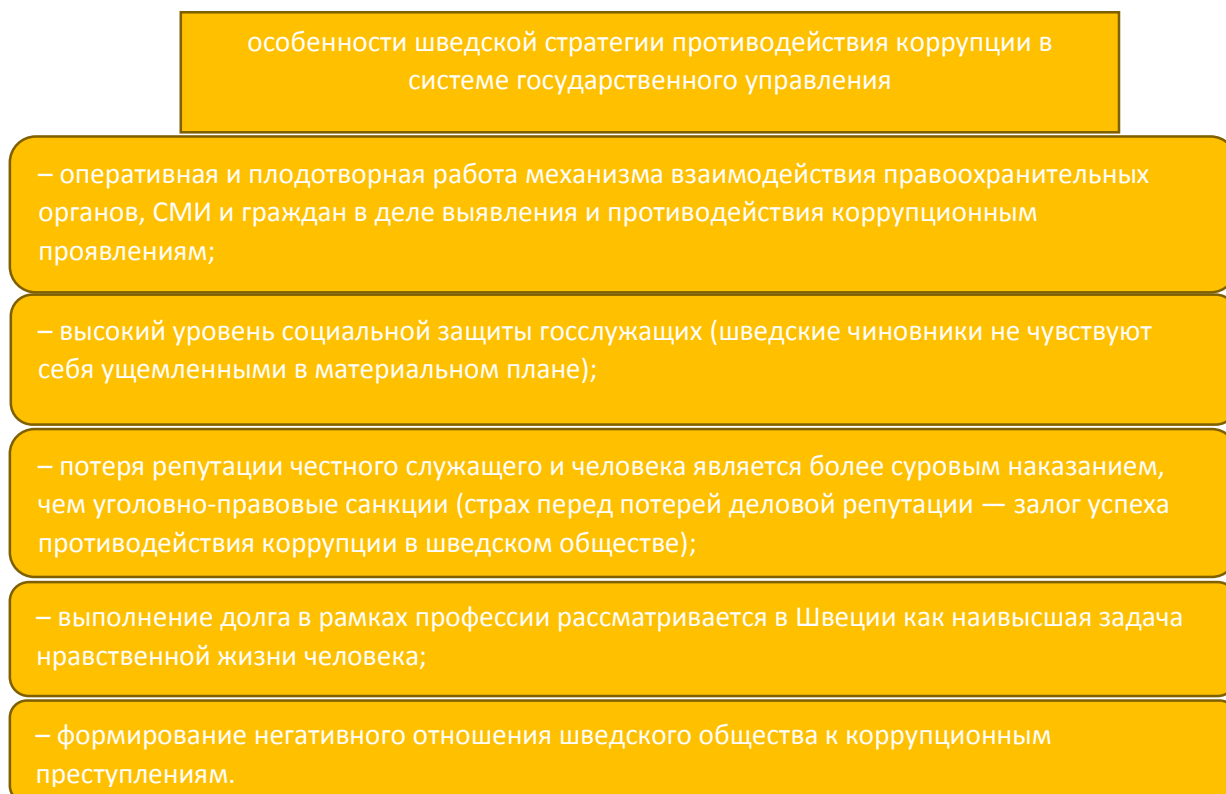 особенности шведской стратегии противодействия коррупции в
системе государственного управления
– оперативная и плодотворная работа механизма взаимодействия правоохранительных
органов, СМИ и граждан в деле выявления и противодействия коррупционным
проявлениям;
– высокий уровень социальной защиты госслужащих (шведские чиновники не чувствуют
себя ущемленными в материальном плане);
– потеря репутации честного служащего и человека является более суровым наказанием,
чем уголовно-правовые санкции (страх перед потерей деловой репутации — залог успеха
противодействия коррупции в шведском обществе);
– выполнение долга в рамках профессии рассматривается в Швеции как наивысшая задача
нравственной жизни человека;
– формирование негативного отношения шведского общества к коррупционным
преступлениям.